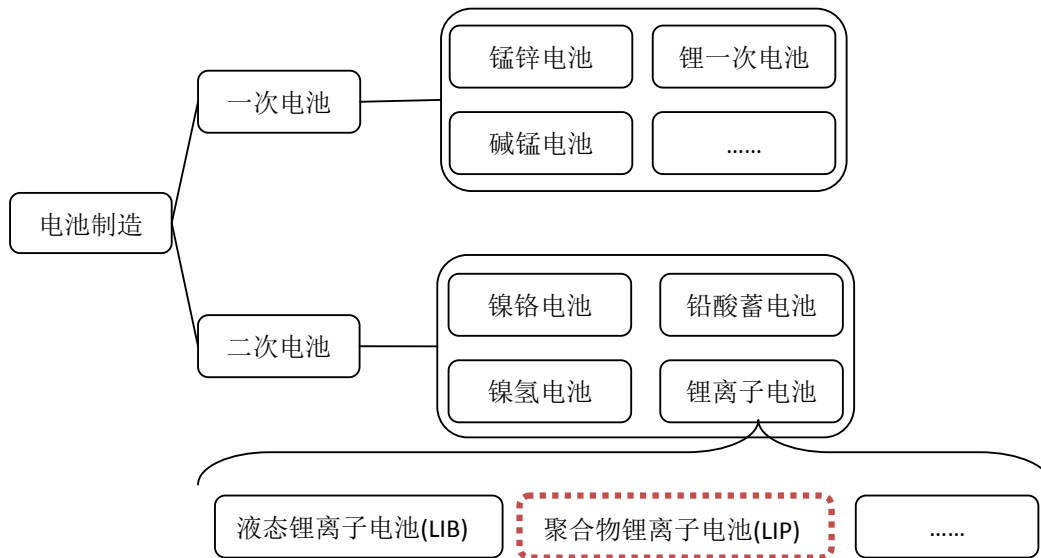 锰锌电池
锂一次电池
一次电池
碱锰电池
……
电池制造
镍铬电池
铅酸蓄电池
二次电池
镍氢电池
锂离子电池
液态锂离子电池(LIB)
聚合物锂离子电池(LIP)
……